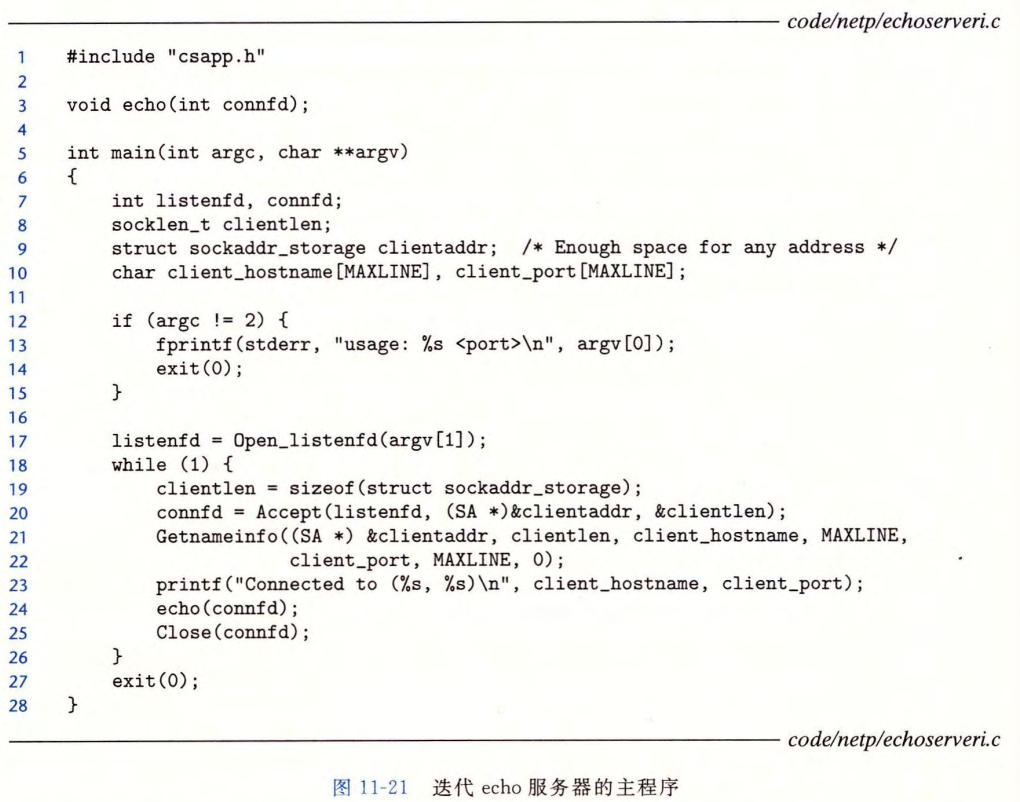 code/netp/echoserveri.c
1 #include "csapp.h"
2
3 void echo(int connfd);
4
5 int main(int argc, char **argv)
6 {
7     int listenfd, connfd;
8     socklen_t clientlen;
9     struct sockaddr_storage clientaddr;  /* Enough space for any address */
10     char client_hostname[MAXLINE], client_port[MAXLINE];
11
12     if (argc != 2) {
13         fprintf(stderr, "usage: %s <port>\n", argv[0]);
14         exit(0);
15     }
16
17     listenfd = Open_listenfd(argv[1]);
18     while (1) {
19         clientlen = sizeof(struct sockaddr_storage);
20         connfd = Accept(listenfd, (SA *)&clientaddr, &clientlen);
21         Getnameinfo((SA *) &clientaddr, clientlen, client_hostname, MAXLINE,
22                     client_port, MAXLINE, 0);
23         printf("Connected to (%s, %s)\n", client_hostname, client_port);
24         echo(connfd);
25         Close(connfd);
26     }
27     exit(0);
28 }
code/netp/echoserveri.c
图 11-21 迭代 echo 服务器的主程序